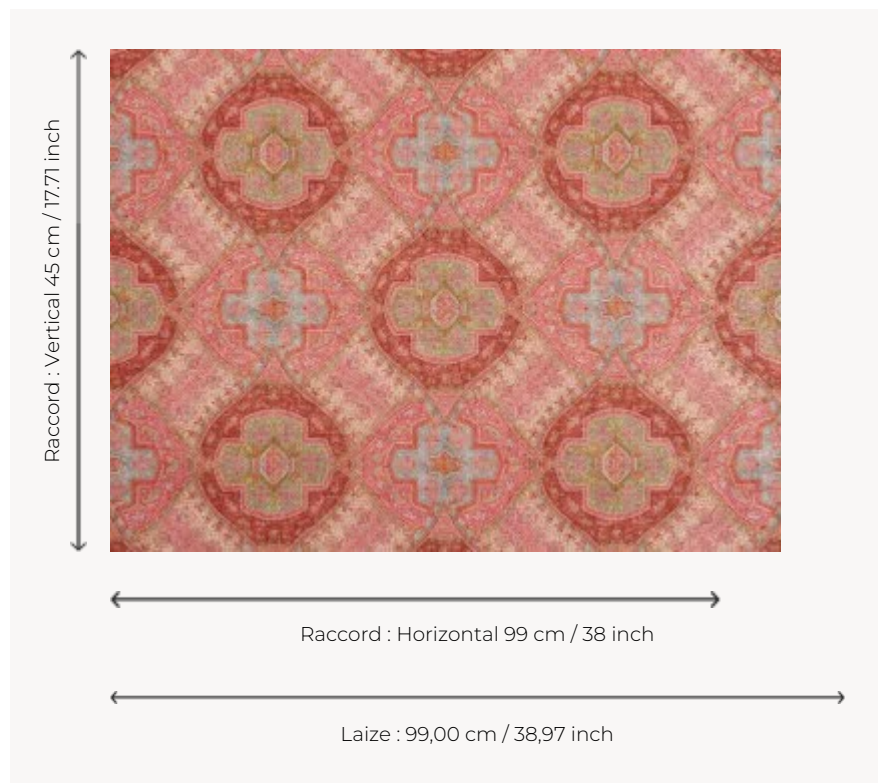 Raccord : Vertical 45 cm / 17.71 inch
Raccord : Horizontal 99 cm / 38 inch
Laize : 99,00 cm / 38,97 inch